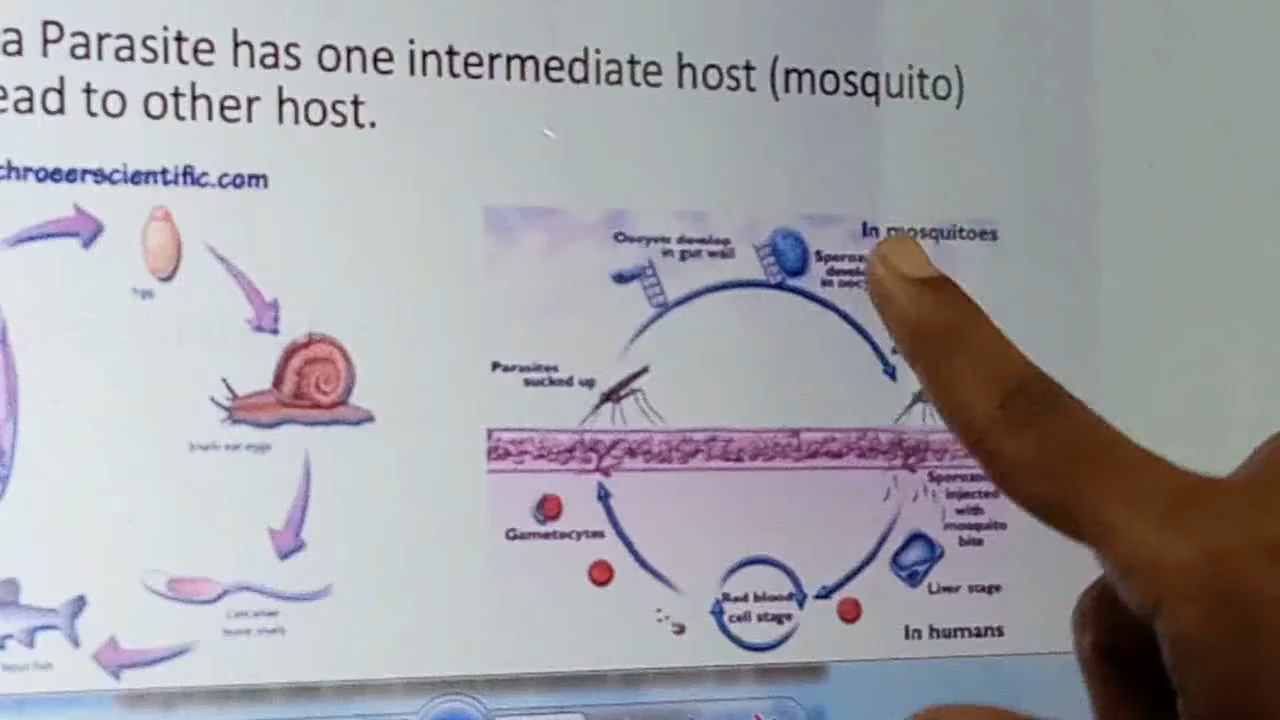 a Parasite has one intermediate host (mosquito)
ead to other host.
chroeerscientific.com
In mosquitoes
Oocysts develop
in gut wall
Parasites
sucked up
injected
with
mosquito
bite
Gametocytes
Liver stage
Red blood
cell stage
In humans